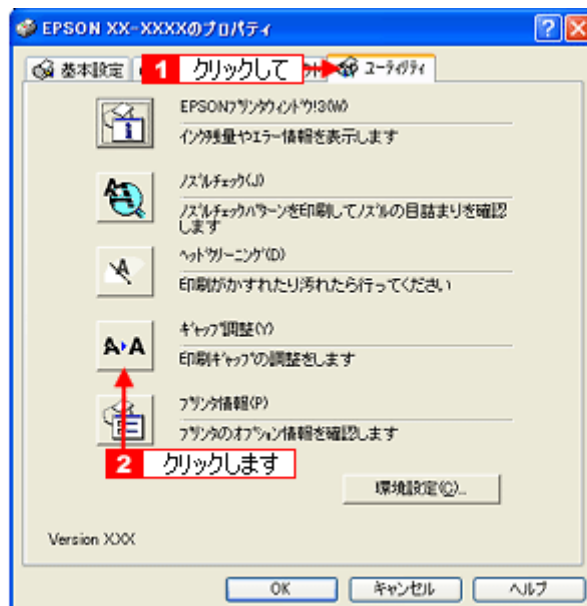 EPSON XX-XXXXのプロパティ
基本設定
1 クリックして
ユーティリティ
EPSONプリンタウィンドウ!3(W)
インク残量やエラー情報を表示します
ノズルチェック(J)
ノズルチェックパターンを印刷してノズルの目詰まりを確認
します
ヘッドクリーニング(D)
印刷がかすれたり汚れたら行ってください
ギャップ調整(Y)
印刷ギャップの調整をします
プリンタ情報(P)
プリンタのオプション情報を確認します
2 クリックします
環境設定(C)...
Version XXX
OK
キャンセル
ヘルプ